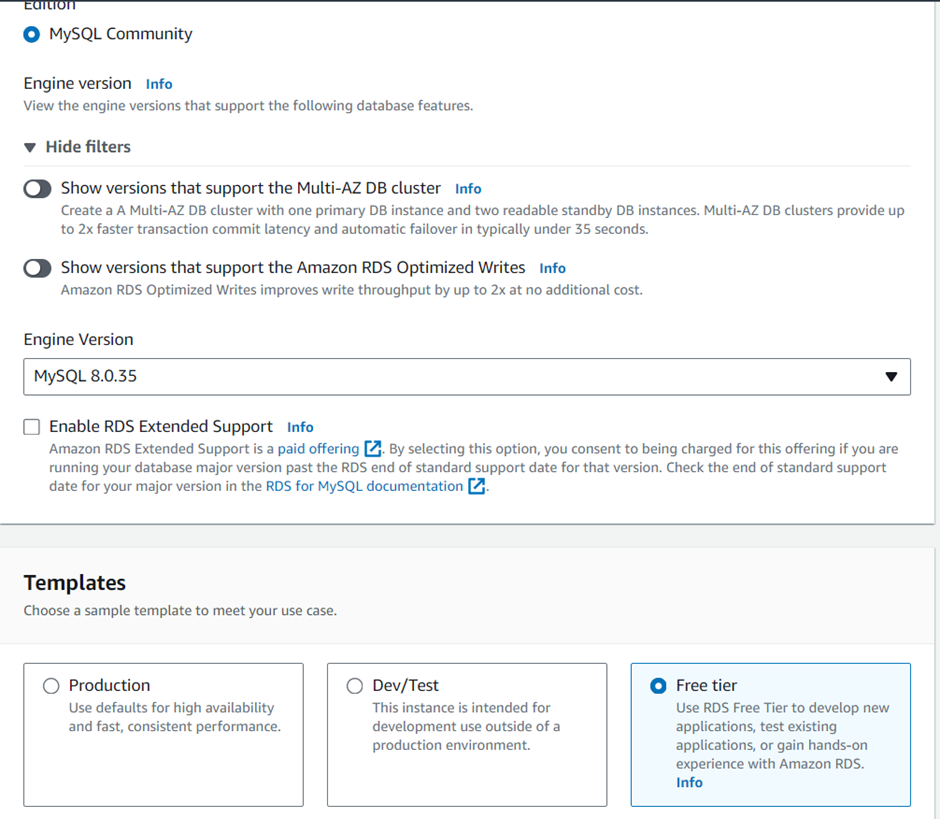 Edition
MySQL Community
Engine version Info
View the engine versions that support the following database features.
Hide filters
Show versions that support the Multi-AZ DB cluster Info
Create a A Multi-AZ DB cluster with one primary DB instance and two readable standby DB instances. Multi-AZ DB clusters provide up
to 2x faster transaction commit latency and automatic failover in typically under 35 seconds.
Show versions that support the Amazon RDS Optimized Writes Info
Amazon RDS Optimized Writes improves write throughput by up to 2x at no additional cost.
Engine Version
MySQL 8.0.35
Enable RDS Extended Support Info
Amazon RDS Extended Support is a paid offering. By selecting this option, you consent to being charged for this offering if you are
running your database major version past the RDS end of standard support date for that version. Check the end of standard support
date for your major version in the RDS for MySQL documentation.
Templates
Choose a sample template to meet your use case.
Production
Use defaults for high availability
and fast, consistent performance.
Dev/Test
This instance is intended for
development use outside of a
production environment.
Free tier
Use RDS Free Tier to develop new
applications, test existing
applications, or gain hands-on
experience with Amazon RDS.
Info